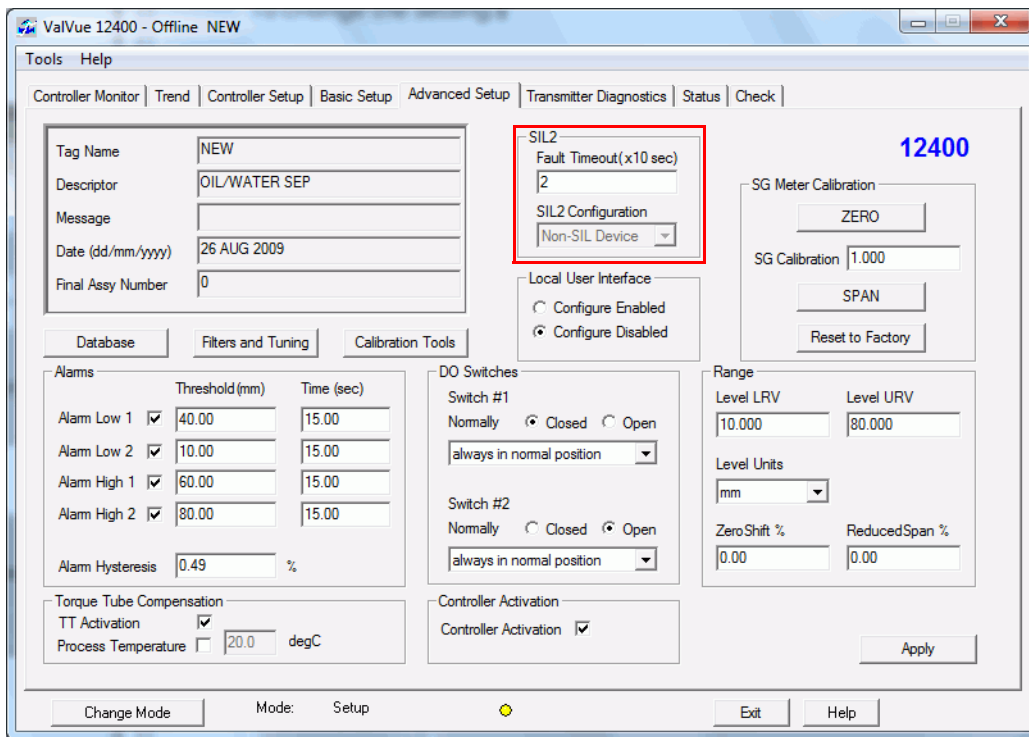 ValVue 12400 - Offline  NEW
Tools  Help
Controller Monitor
Trend
Controller Setup
Basic Setup
Advanced Setup
Transmitter Diagnostics
Status
Check
Tag Name NEW
Descriptor OIL/WATER SEP
Message
Date (dd/mm/yyyy) 26 AUG 2009
Final Assy Number 0
SIL2
Fault Timeout(x10 sec)
2
SIL2 Configuration
Non-SIL Device
12400
SG Meter Calibration
ZERO
SG Calibration 1.000
SPAN
Reset to Factory
Local User Interface
Configure Enabled
Configure Disabled
Database
Filters and Tuning
Calibration Tools
Alarms
Threshold(mm) Time (sec)
Alarm Low 1 40.00 15.00
Alarm Low 2 10.00 15.00
Alarm High 1 60.00 15.00
Alarm High 2 80.00 15.00
Alarm Hysteresis 0.49 %
DO Switches
Switch #1
Normally Closed Open
always in normal position
Switch #2
Normally Closed Open
always in normal position
Range
Level LRV Level URV
10.000 80.000
Level Units
mm
Zero Shift % Reduced Span %
0.00 0.00
Torque Tube Compensation
TT Activation
Process Temperature 20.0 degC
Controller Activation
Controller Activation
Apply
Change Mode
Mode: Setup
Exit
Help